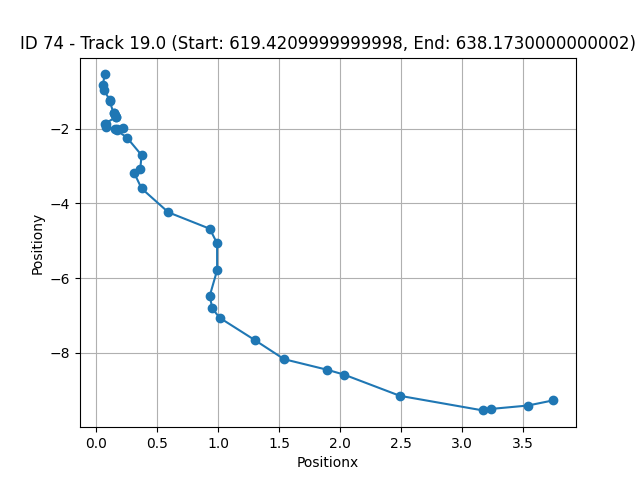 ID 74 - Track 19.0 (Start: 619.4209999999998, End: 638.1730000000002)
−2
−4
−6
−8
Positiony
0.0 0.5 1.0 1.5 2.0 2.5 3.0 3.5
Positionx